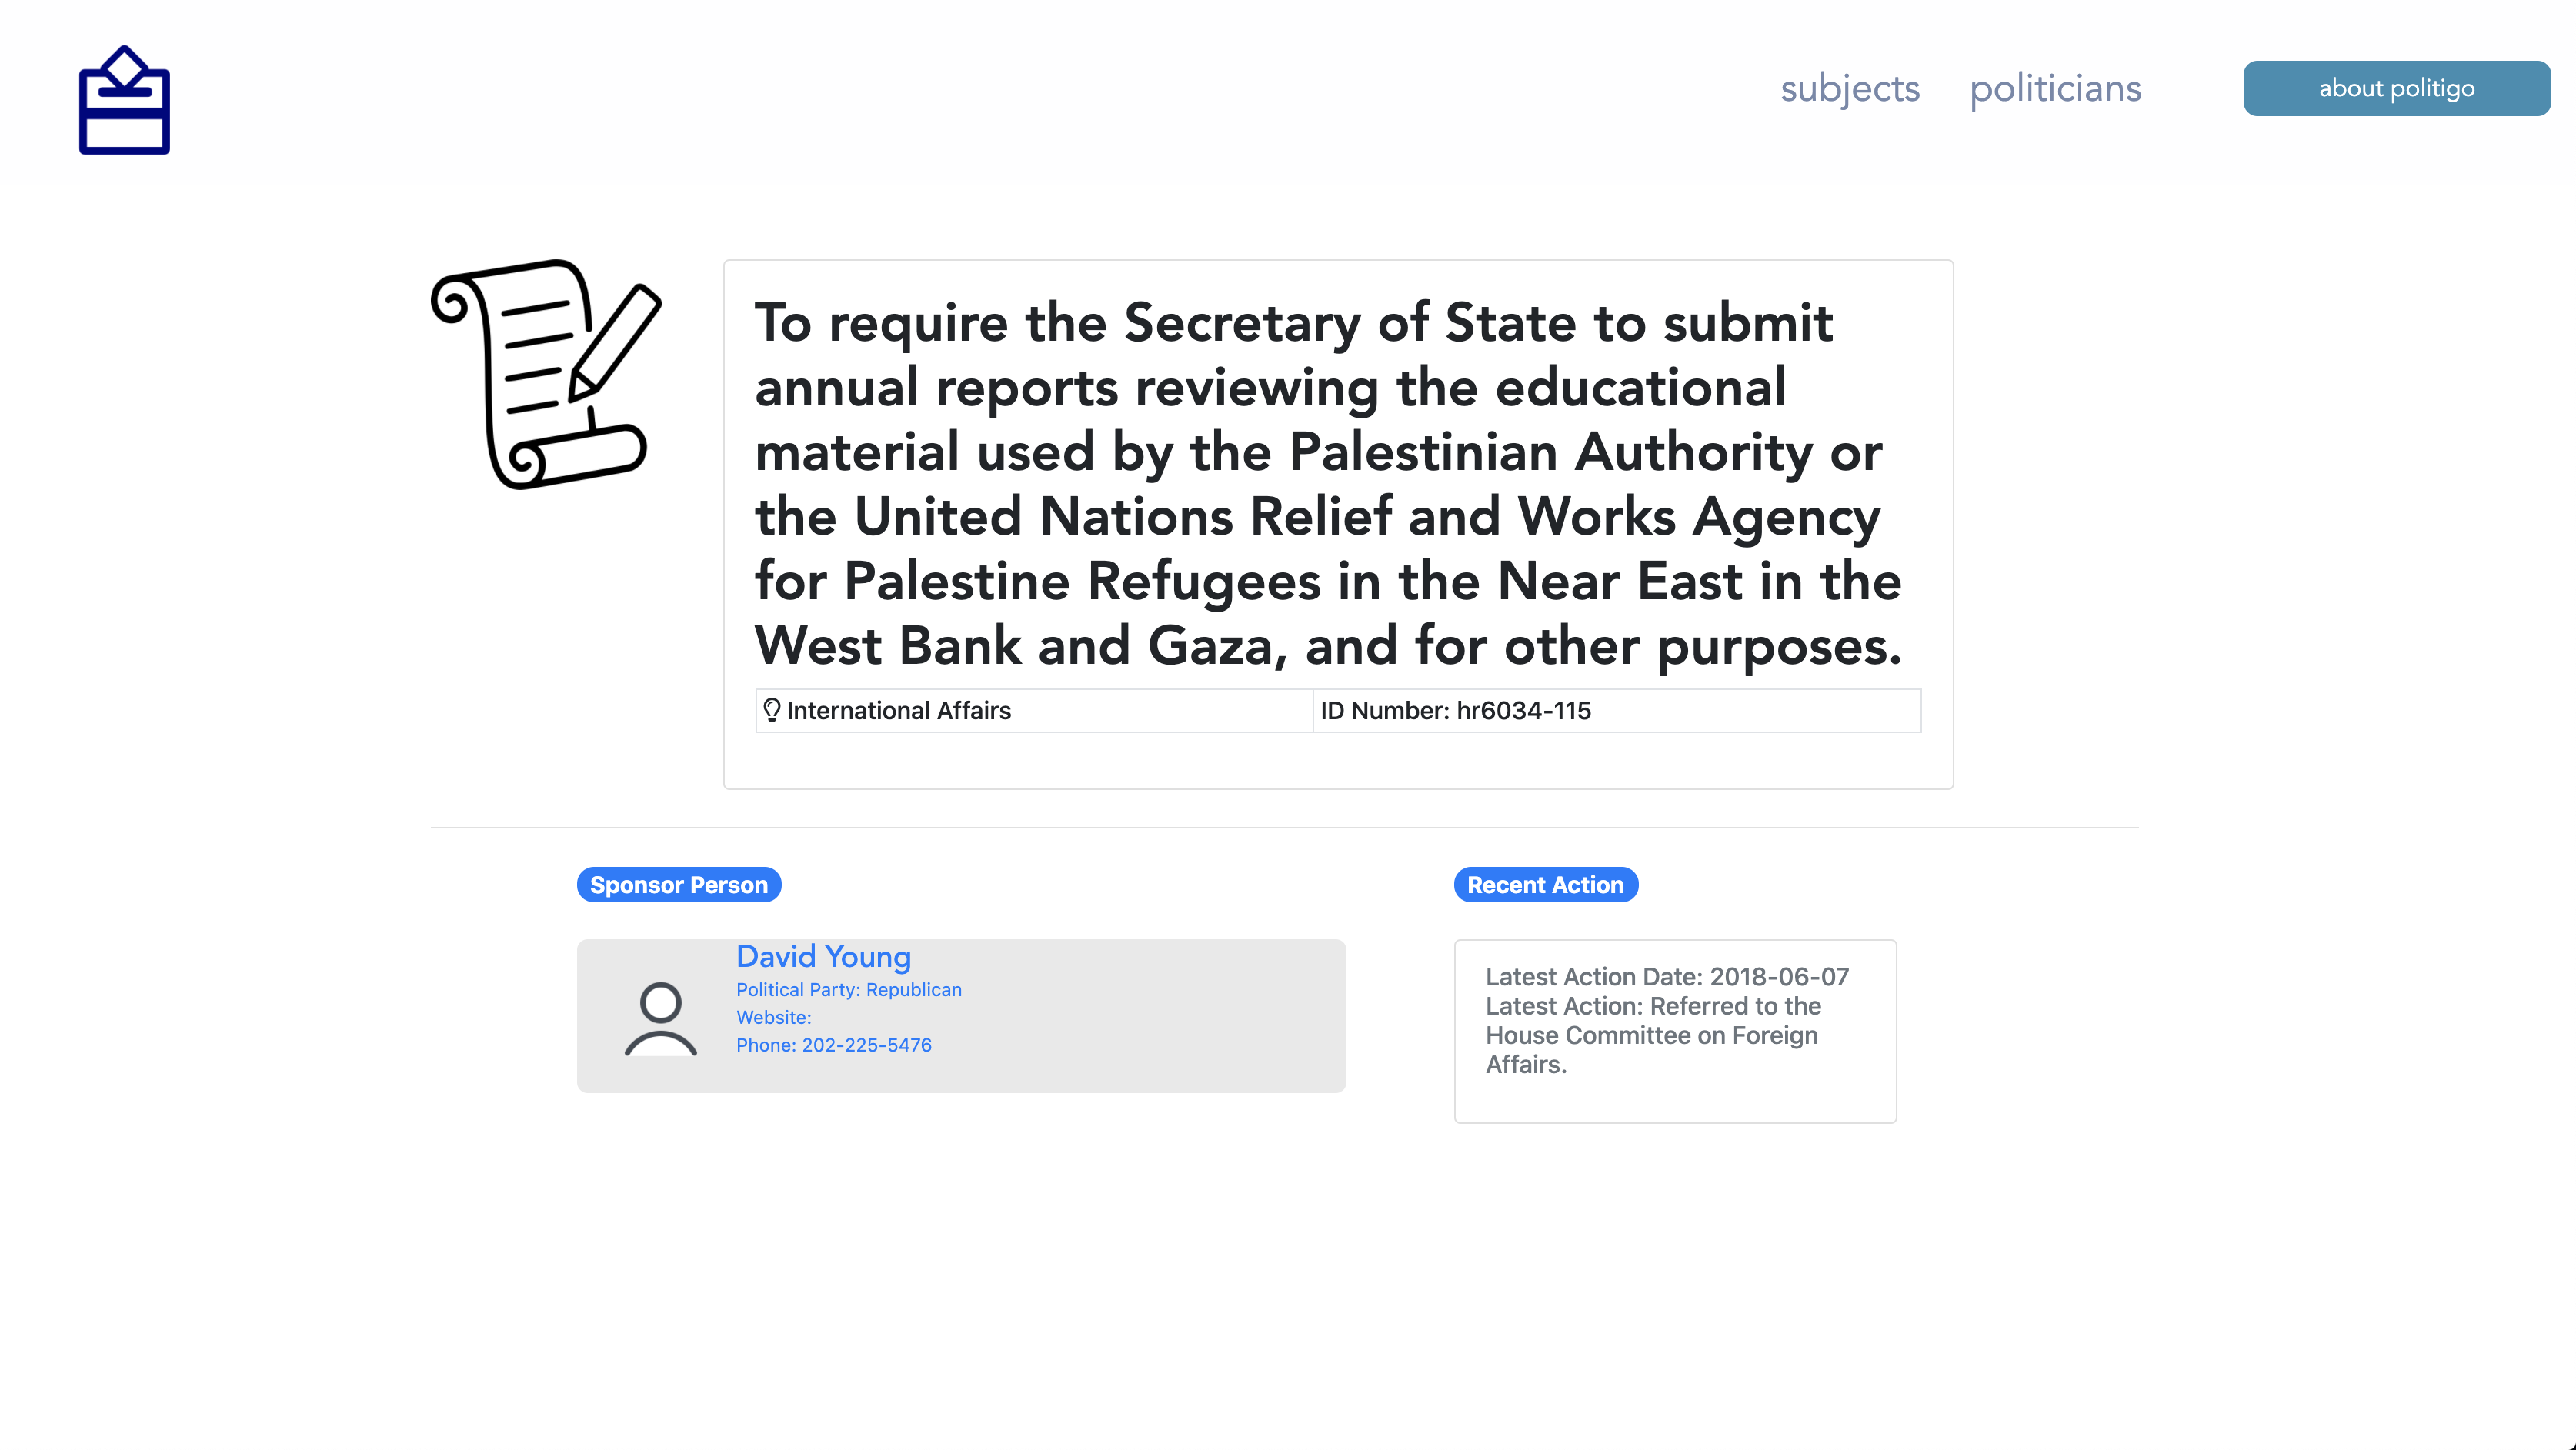 subjects politicians about politigo
To require the Secretary of State to submit
annual reports reviewing the educational
material used by the Palestinian Authority or
the United Nations Relief and Works Agency
for Palestine Refugees in the Near East in the
West Bank and Gaza, and for other purposes.
International Affairs ID Number: hr6034-115
Sponsor Person
David Young
Political Party: Republican
Website:
Phone: 202-225-5476
Recent Action
Latest Action Date: 2018-06-07
Latest Action: Referred to the
House Committee on Foreign
Affairs.